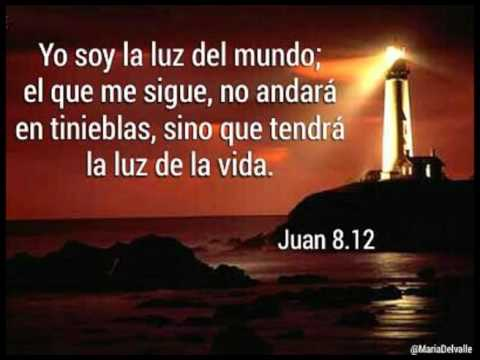 Yo soy la luz del mundo;
el que me sigue, no andará
en tinieblas, sino que tendrá
la luz de la vida.
Juan 8.12
@MariaDelvalle